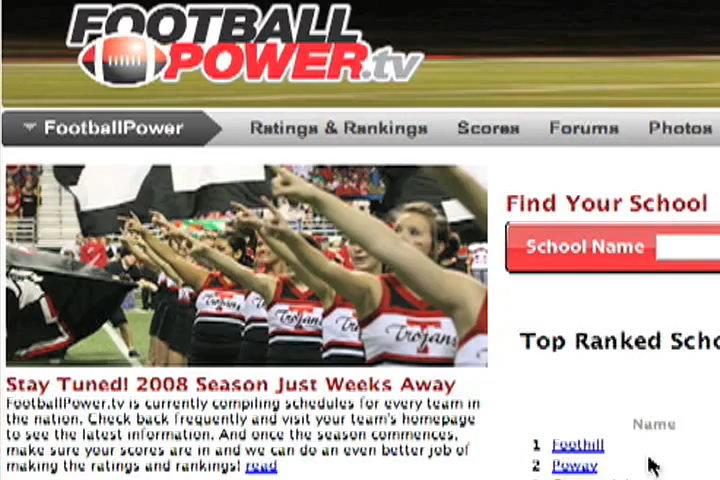 FOOTBALL
POWER.tv
FootballPower Ratings & Rankings Scores Forums Photos
Find Your School
School Name
Trojans Trojans Trojans
Top Ranked Scho
Stay Tuned! 2008 Season Just Weeks Away
FootballPower.tv is currently compiling schedules for every team in
the nation. Check back frequently and visit your team's homepage
to see the latest information. And once the season commences,
make sure your scores are in and we can do an even better job of
making the ratings and rankings! read
Name
1 Foothill
2 Poway